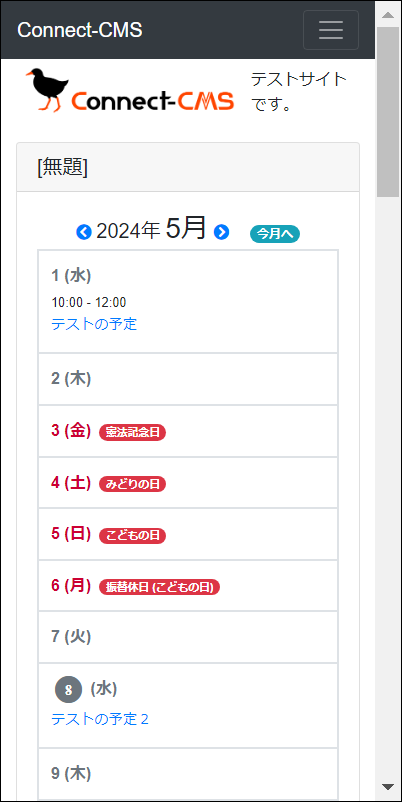 Connect-CMS
Connect-CMS
テストサイト
です。
[無題]
2024年 5月 今月へ
1 (水)
10:00 - 12:00
テストの予定
2 (木)
3 (金) 憲法記念日
4 (土) みどりの日
5 (日) こどもの日
6 (月) 振替休日 (こどもの日)
7 (火)
8 (水)
テストの予定２
9 (木)